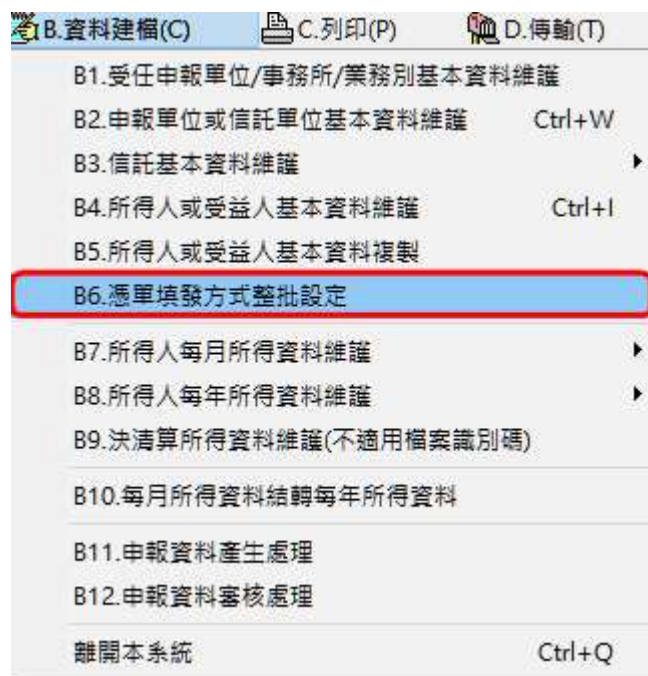 B.資料建檔(C) C.列印(P) D.傳輸(T)
B1.受任申報單位/事務所/業務別基本資料維護
B2.申報單位或信託單位基本資料維護 Ctrl+W
B3.信託基本資料維護
B4.所得人或受益人基本資料維護 Ctrl+I
B5.所得人或受益人基本資料複製
B6.憑單填發方式整批設定
B7.所得人每月所得資料維護
B8.所得人每年所得資料維護
B9.決清算所得資料維護(不適用檔案識別碼)
B10.每月所得資料結轉每年所得資料
B11.申報資料產生處理
B12.申報資料審核處理
離開本系統 Ctrl+Q